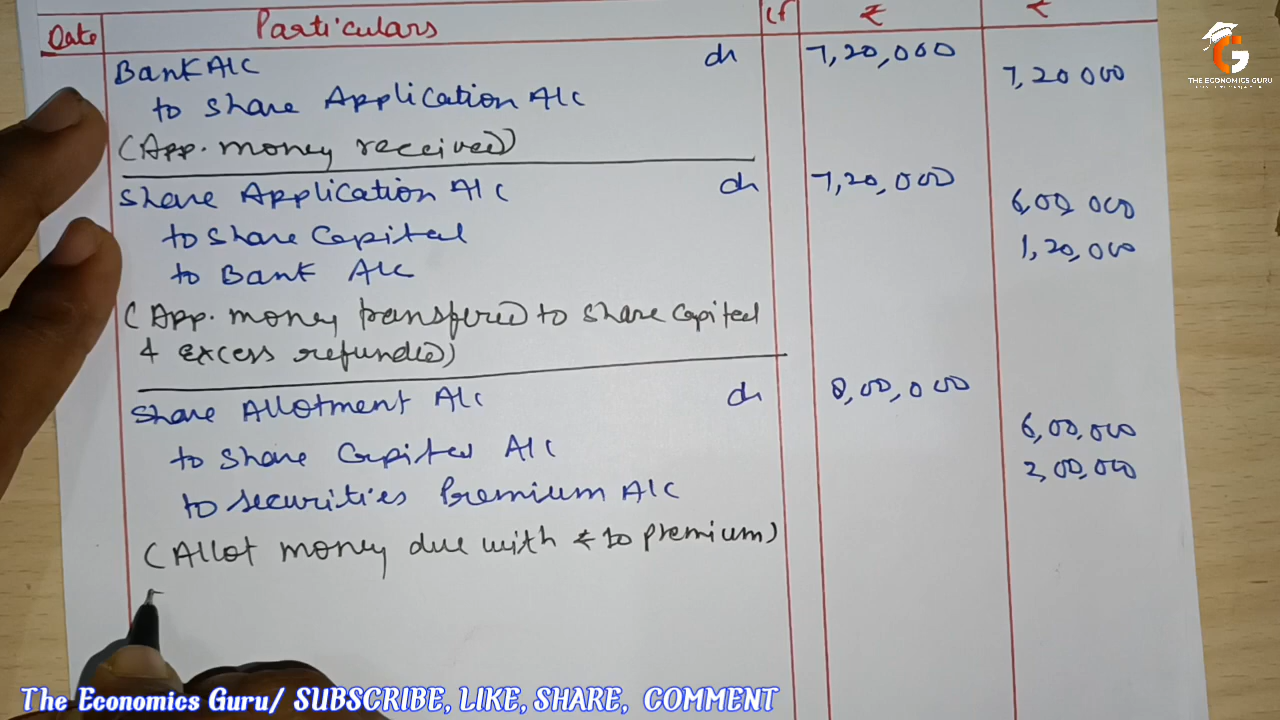 Date Particulars LF ₹ ₹
Bank A/c dr 7,20,000
to Share Application A/c 7,20 000
(App. money received)
Share Application A/c dr 7,20,000
to Share Capital 6,00 000
to Bank A/c 1,20,000
(App. money transfered to share capital
& excess refunded)
Share Allotment A/c dr 8,00,000
to Share Capital A/c 6,00,000
to Securities Premium A/c 2,00,000
(Allot money due with ₹ to premium)
THE ECONOMICS GURU
The Economics Guru/ SUBSCRIBE, LIKE, SHARE, COMMENT